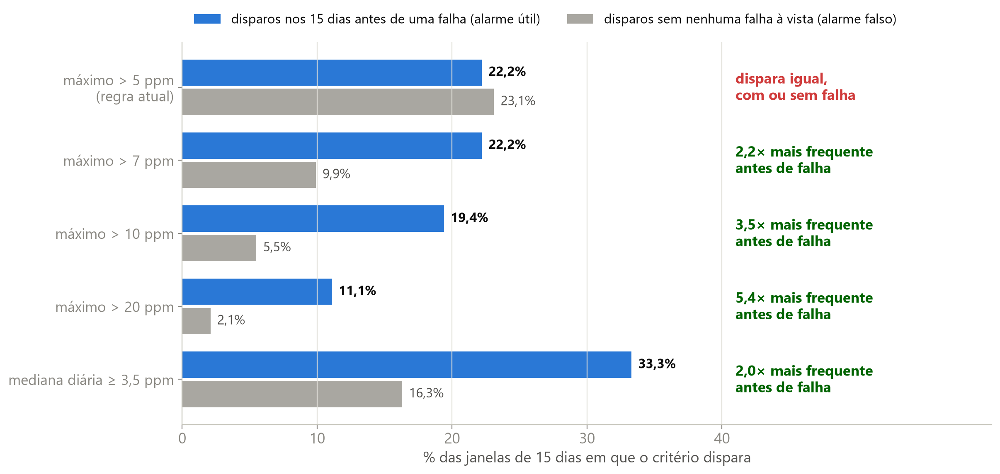 disparos nos 15 dias antes de uma falha (alarme útil)
disparos sem nenhuma falha à vista (alarme falso)
máximo > 5 ppm
(regra atual)
22,2%
23,1%
dispara igual,
com ou sem falha
máximo > 7 ppm
22,2%
9,9%
2,2× mais frequente
antes de falha
máximo > 10 ppm
19,4%
5,5%
3,5× mais frequente
antes de falha
máximo > 20 ppm
11,1%
2,1%
5,4× mais frequente
antes de falha
mediana diária ≥ 3,5 ppm
33,3%
16,3%
2,0× mais frequente
antes de falha
0 10 20 30 40
% das janelas de 15 dias em que o critério dispara